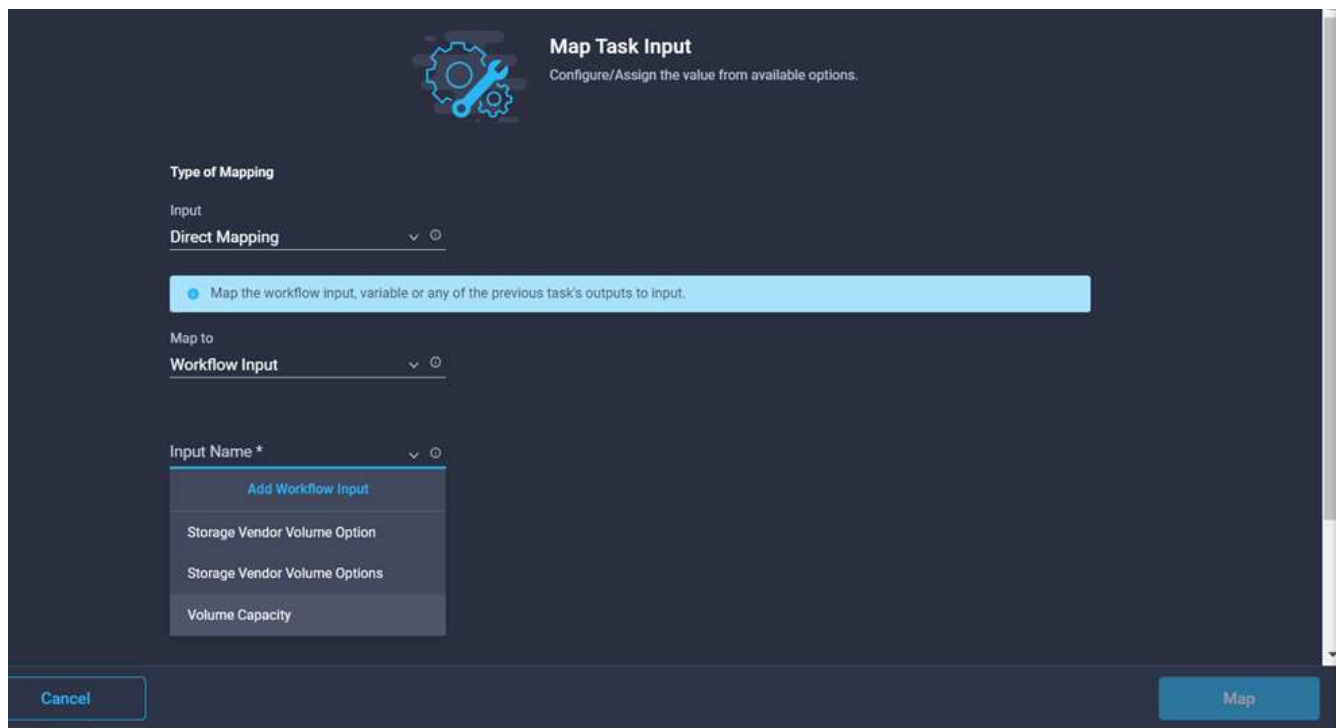 Map Task Input
Configure/Assign the value from available options.
Type of Mapping
Input
Direct Mapping
Map the workflow input, variable or any of the previous task's outputs to input.
Map to
Workflow Input
Input Name *
Add Workflow Input
Storage Vendor Volume Option
Storage Vendor Volume Options
Volume Capacity
Cancel
Map